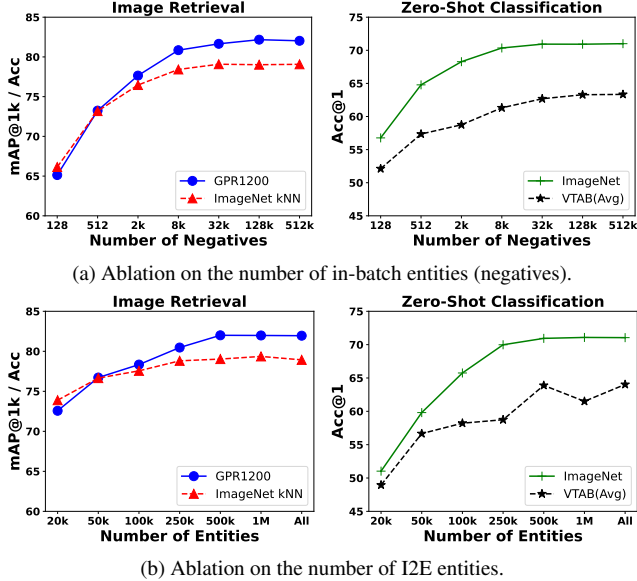 Image Retrieval
mAP@1k / Acc
85
80
75
70
65
60
128 512 2k 8k 32k 128k 512k
Number of Negatives
GPR1200
ImageNet kNN
Zero-Shot Classification
Acc@1
75
70
65
60
55
50
45
128 512 2k 8k 32k 128k 512k
Number of Negatives
ImageNet
VTAB(Avg)
(a) Ablation on the number of in-batch entities (negatives).
Image Retrieval
mAP@1k / Acc
85
80
75
70
65
60
20k 50k 100k 250k 500k 1M All
Number of Entities
GPR1200
ImageNet kNN
Zero-Shot Classification
Acc@1
75
70
65
60
55
50
45
20k 50k 100k 250k 500k 1M All
Number of Entities
ImageNet
VTAB(Avg)
(b) Ablation on the number of I2E entities.